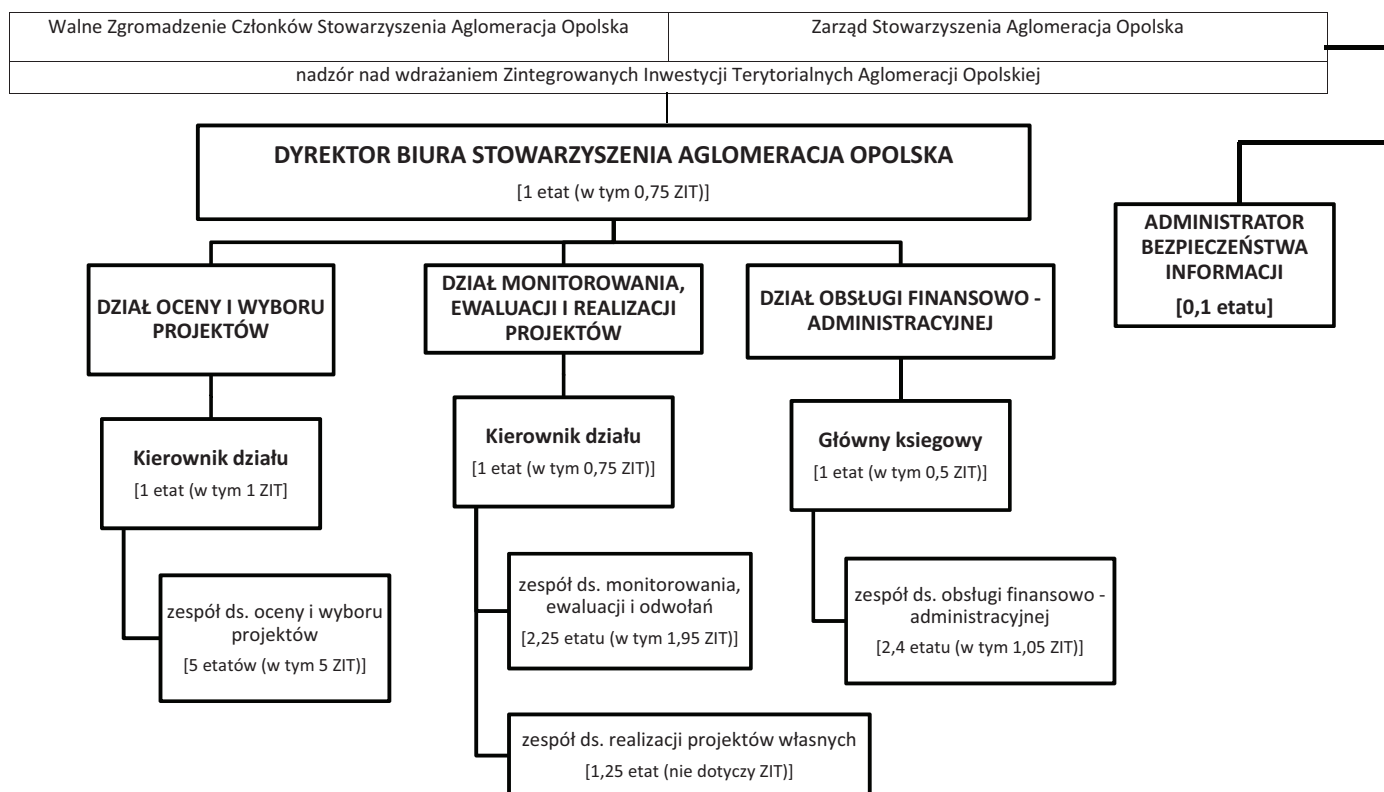 Walne Zgromadzenie Członków Stowarzyszenia Aglomeracja Opolska
Zarząd Stowarzyszenia Aglomeracja Opolska
nadzór nad wdrażaniem Zintegrowanych Inwestycji Terytorialnych Aglomeracji Opolskiej
DYREKTOR BIURA STOWARZYSZENIA AGLOMERACJA OPOLSKA
[1 etat (w tym 0,75 ZIT)]
ADMINISTRATOR
BEZPIECZEŃSTWA
INFORMACJI
[0,1 etatu]
DZIAŁ OCENY I WYBORU
PROJEKTÓW
DZIAŁ MONITOROWANIA,
EWALUACJI I REALIZACJI
PROJEKTÓW
DZIAŁ OBSŁUGI FINANSOWO -
ADMINISTRACYJNEJ
Kierownik działu
[1 etat (w tym 1 ZIT]
Kierownik działu
[1 etat (w tym 0,75 ZIT)]
Główny ksiegowy
[1 etat (w tym 0,5 ZIT)]
zespół ds. oceny i wyboru
projektów
[5 etatów (w tym 5 ZIT)]
zespół ds. monitorowania,
ewaluacji i odwołań
[2,25 etatu (w tym 1,95 ZIT)]
zespół ds. obsługi finansowo -
administracyjnej
[2,4 etatu (w tym 1,05 ZIT)]
zespół ds. realizacji projektów własnych
[1,25 etat (nie dotyczy ZIT)]